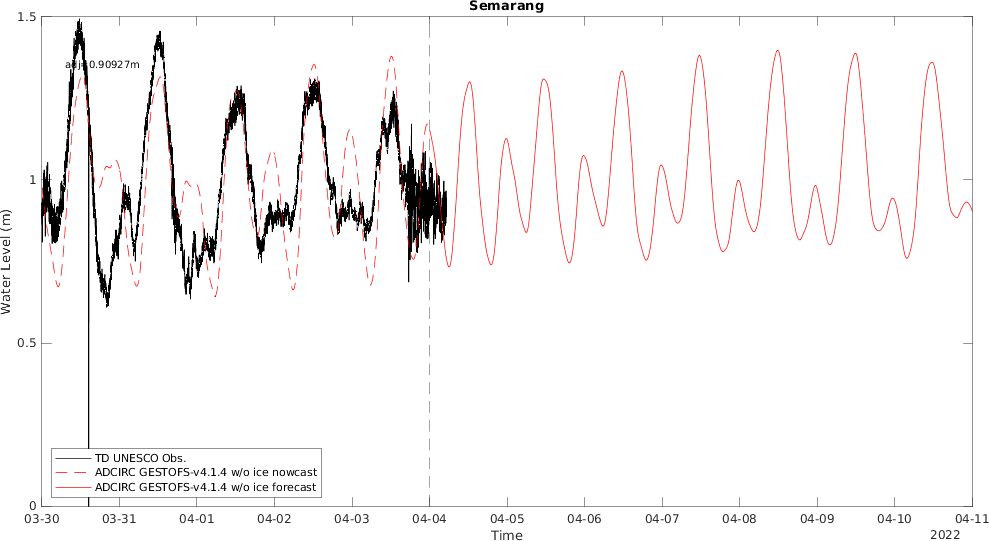 Semarang
1.5
adj=0.90927m
1
Water Level (m)
0.5
TD UNESCO Obs.
ADCIRC GESTOFS-v4.1.4 w/o ice nowcast
ADCIRC GESTOFS-v4.1.4 w/o ice forecast
0
03-30 03-31 04-01 04-02 04-03 04-04 04-05 04-06 04-07 04-08 04-09 04-10 04-11
Time
2022